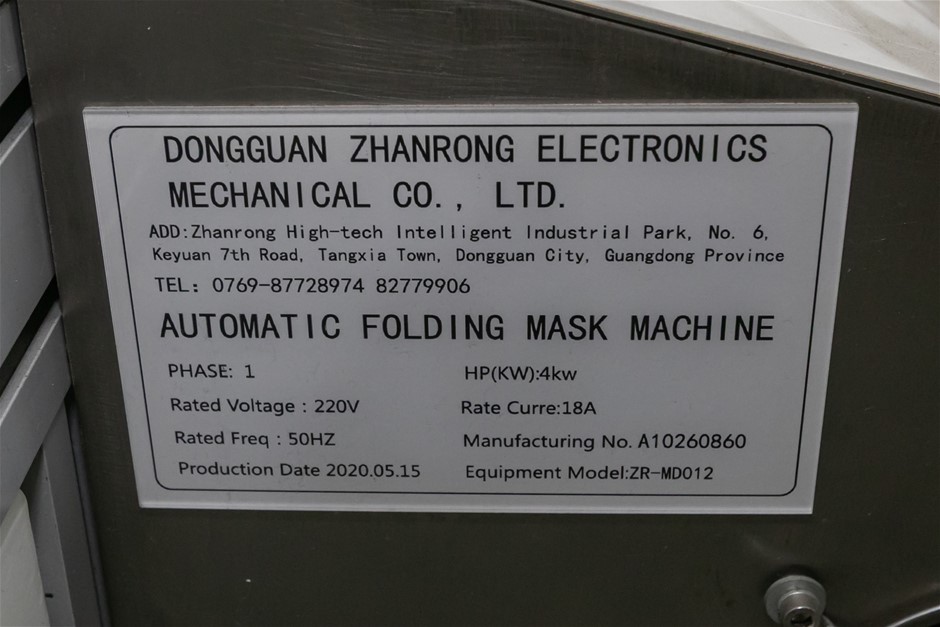 DONGGUAN ZHANRONG ELECTRONICS
MECHANICAL CO., LTD.
ADD:Zhanrong High-tech Intelligent Industrial Park, No. 6,
Keyuan 7th Road, Tangxia Town, Dongguan City, Guangdong Province
TEL: 0769-87728974 82779906
AUTOMATIC FOLDING MASK MACHINE
PHASE: 1 HP(KW):4kw
Rated Voltage : 220V Rate Curre:18A
Rated Freq : 50HZ Manufacturing No. A10260860
Production Date 2020.05.15 Equipment Model:ZR-MD012